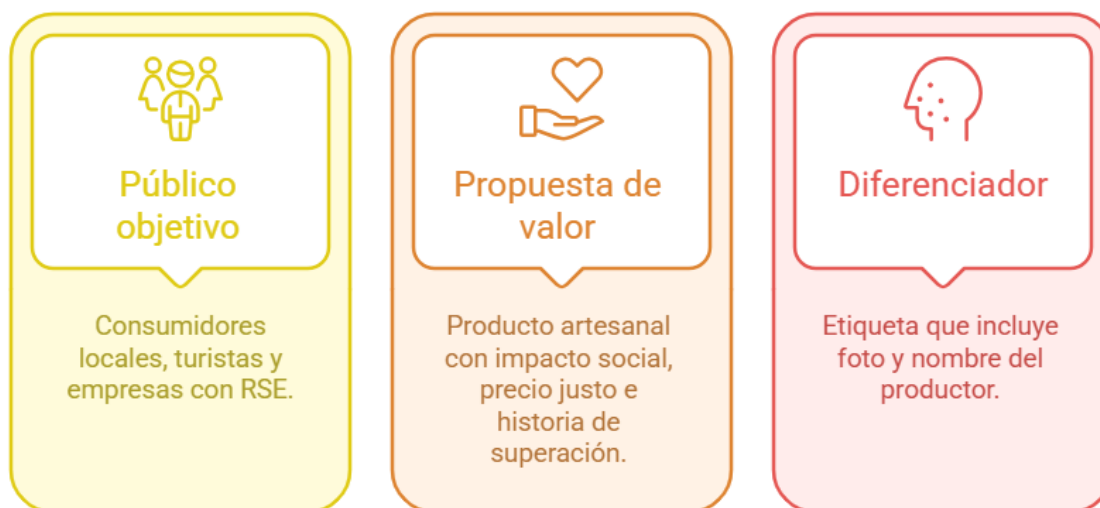 Público
objetivo
Consumidores
locales, turistas y
empresas con RSE.
Propuesta de
valor
Producto artesanal
con impacto social,
precio justo e
historia de
superación.
Diferenciador
Etiqueta que incluye
foto y nombre del
productor.